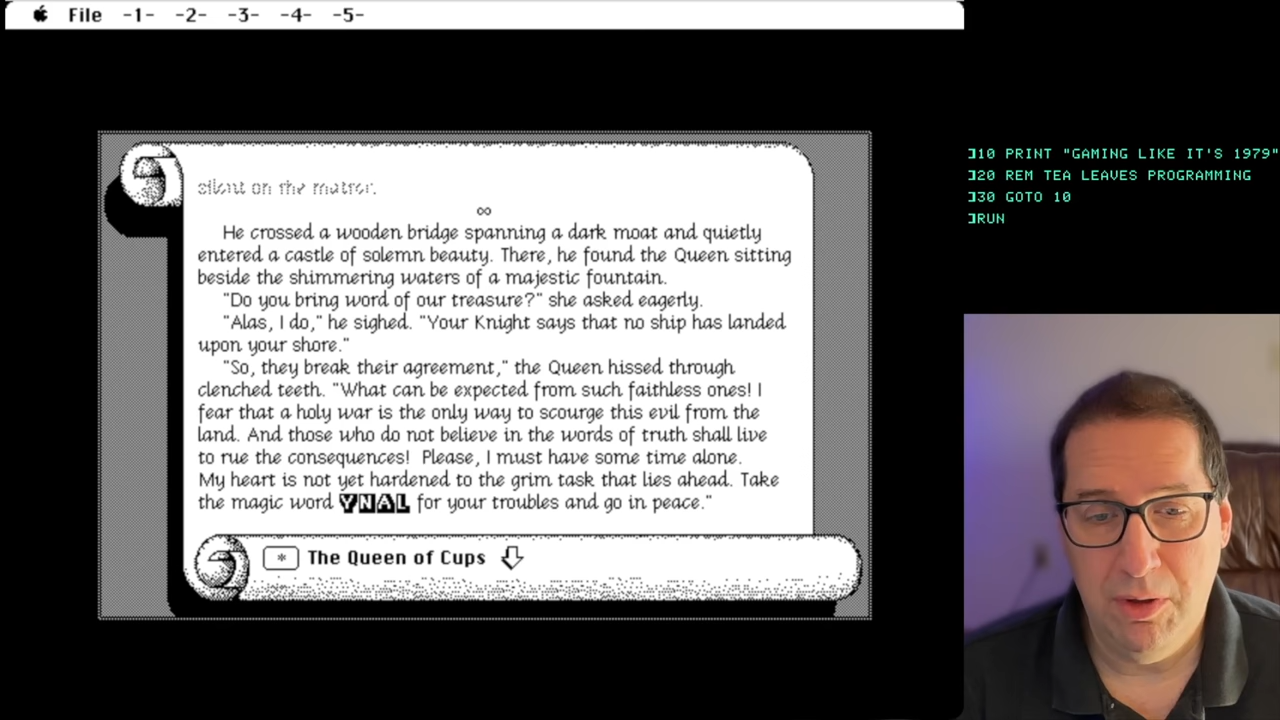 File -1- -2- -3- -4- -5-
silent on the matter.
∞
He crossed a wooden bridge spanning a dark moat and quietly
entered a castle of solemn beauty. There, he found the Queen sitting
beside the shimmering waters of a majestic fountain.
"Do you bring word of our treasure?" she asked eagerly.
"Alas, I do," he sighed. "Your Knight says that no ship has landed
upon your shore."
"So, they break their agreement," the Queen hissed through
clenched teeth. "What can be expected from such faithless ones! I
fear that a holy war is the only way to scourge this evil from the
land. And those who do not believe in the words of truth shall live
to rue the consequences!  Please, I must have some time alone.
My heart is not yet hardened to the grim task that lies ahead. Take
the magic word YNAL for your troubles and go in peace."
* The Queen of Cups
]10 PRINT "GAMING LIKE IT'S 1979"
]20 REM TEA LEAVES PROGRAMMING
]30 GOTO 10
]RUN